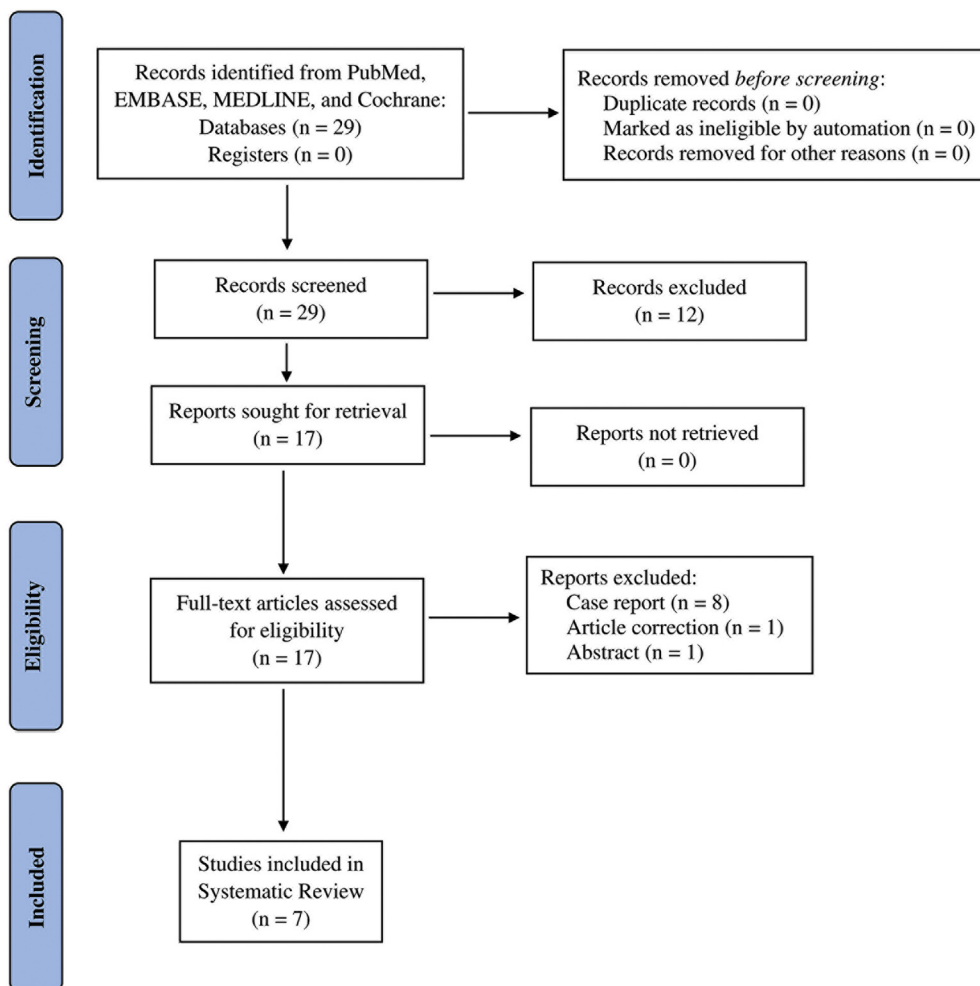 Identification
Records identified from PubMed,
EMBASE, MEDLINE, and Cochrane:
Databases (n = 29)
Registers (n = 0)
Records removed before screening:
Duplicate records (n = 0)
Marked as ineligible by automation (n = 0)
Records removed for other reasons (n = 0)
Screening
Records screened
(n = 29)
Records excluded
(n = 12)
Reports sought for retrieval
(n = 17)
Reports not retrieved
(n = 0)
Eligibility
Full-text articles assessed
for eligibility
(n = 17)
Reports excluded:
Case report (n = 8)
Article correction (n = 1)
Abstract (n = 1)
Included
Studies included in
Systematic Review
(n = 7)